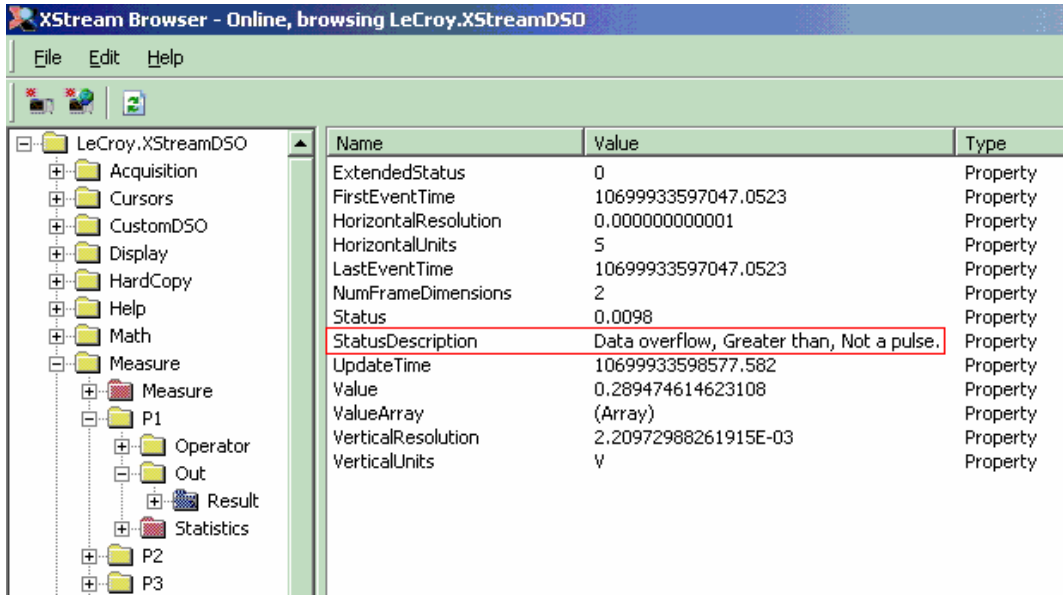 XStream Browser - Online, browsing LeCroy.XStreamDSO
File Edit Help
LeCroy.XStreamDSO
Acquisition
Cursors
CustomDSO
Display
HardCopy
Help
Math
Measure
Measure
P1
Operator
Out
Result
Statistics
P2
P3
Name Value Type
ExtendedStatus 0 Property
FirstEventTime 10699933597047.0523 Property
HorizontalResolution 0.000000000001 Property
HorizontalUnits S Property
LastEventTime 10699933597047.0523 Property
NumFrameDimensions 2 Property
Status 0.0098 Property
StatusDescription Data overflow, Greater than, Not a pulse. Property
UpdateTime 10699933598577.582 Property
Value 0.289474614623108 Property
ValueArray (Array) Property
VerticalResolution 2.20972988261915E-03 Property
VerticalUnits V Property